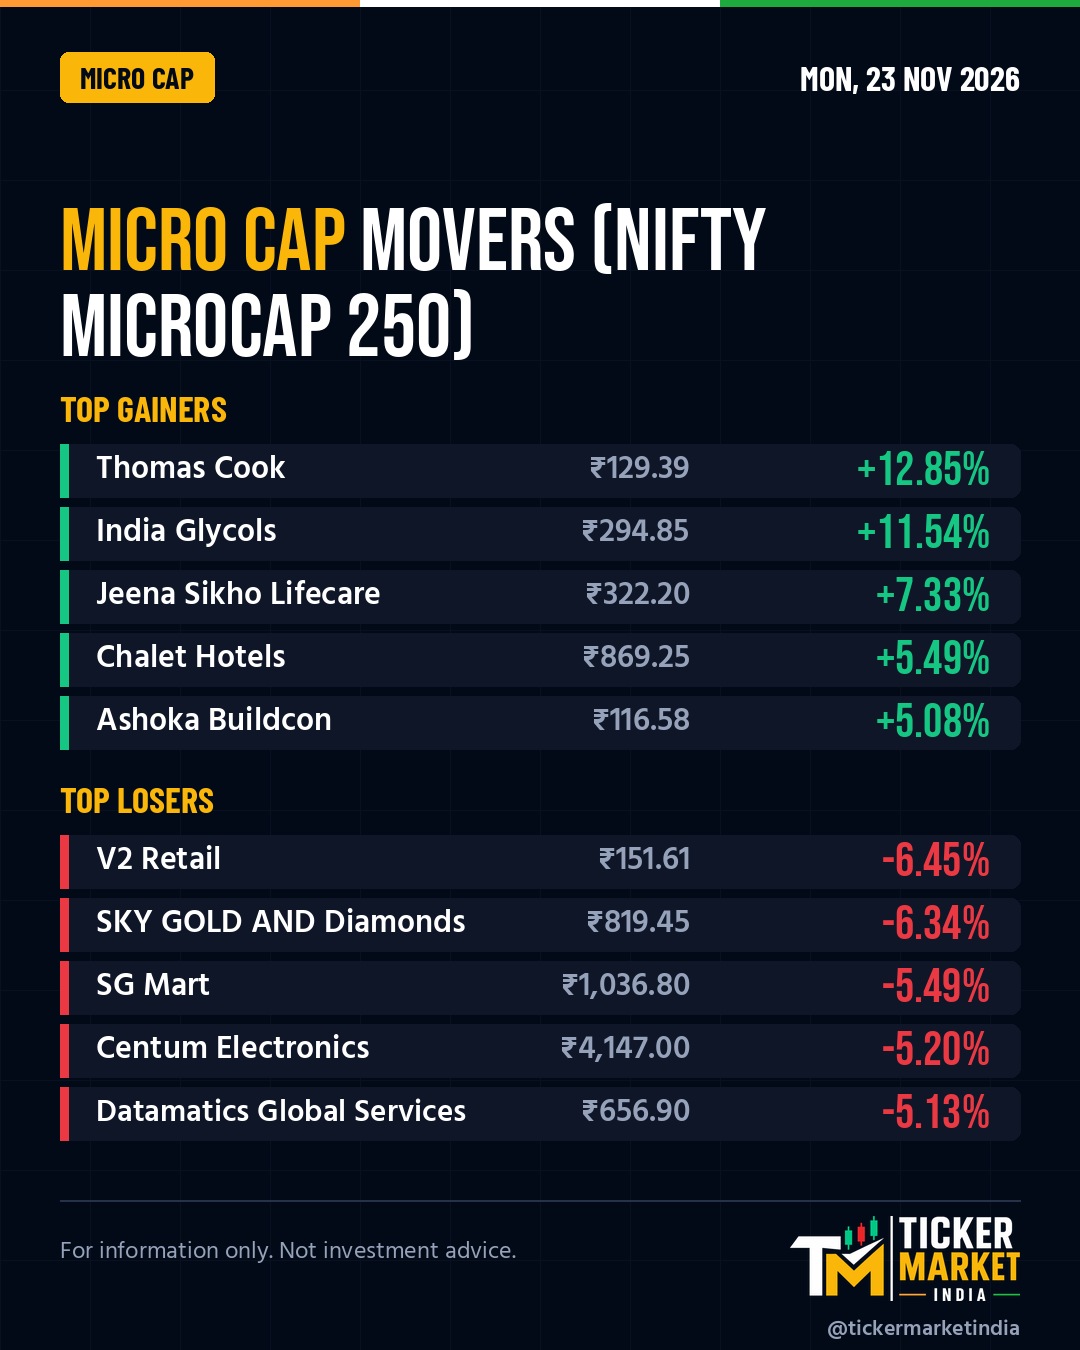 MICRO CAP
MON, 23 NOV 2026
MICRO CAP MOVERS (NIFTY
MICROCAP 250)
TOP GAINERS
Thomas Cook ₹129.39 +12.85%
India Glycols ₹294.85 +11.54%
Jeena Sikho Lifecare ₹322.20 +7.33%
Chalet Hotels ₹869.25 +5.49%
Ashoka Buildcon ₹116.58 +5.08%
TOP LOSERS
V2 Retail ₹151.61 -6.45%
SKY GOLD AND Diamonds ₹819.45 -6.34%
SG Mart ₹1,036.80 -5.49%
Centum Electronics ₹4,147.00 -5.20%
Datamatics Global Services ₹656.90 -5.13%
For information only. Not investment advice.
TM
TICKER
MARKET
INDIA
@tickermarketindia